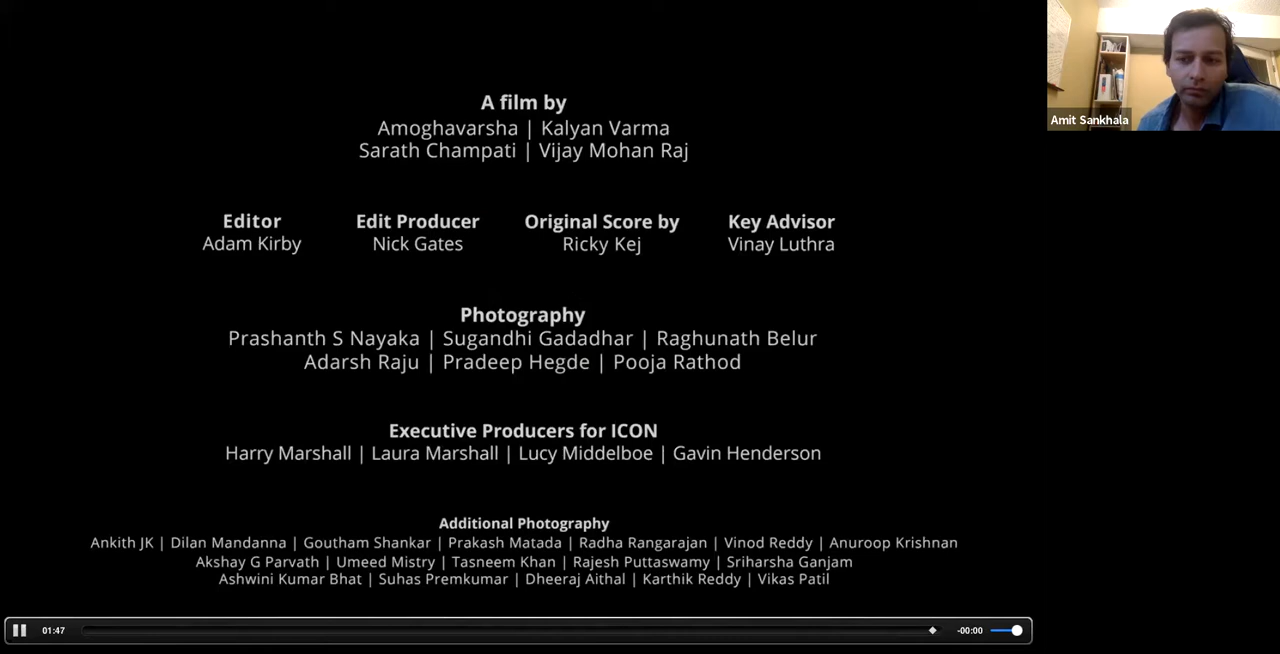 A film by
Amoghavarsha | Kalyan Varma
Sarath Champati | Vijay Mohan Raj
Editor Edit Producer Original Score by Key Advisor
Adam Kirby Nick Gates Ricky Kej Vinay Luthra
Photography
Prashanth S Nayaka | Sugandhi Gadadhar | Raghunath Belur
Adarsh Raju | Pradeep Hegde | Pooja Rathod
Executive Producers for ICON
Harry Marshall | Laura Marshall | Lucy Middelboe | Gavin Henderson
Additional Photography
Ankith JK | Dilan Mandanna | Goutham Shankar | Prakash Matada | Radha Rangarajan | Vinod Reddy | Anuroop Krishnan
Akshay G Parvath | Umeed Mistry | Tasneem Khan | Rajesh Puttaswamy | Sriharsha Ganjam
Ashwini Kumar Bhat | Suhas Premkumar | Dheeraj Aithal | Karthik Reddy | Vikas Patil
01:47 -00:00
Amit Sankhala